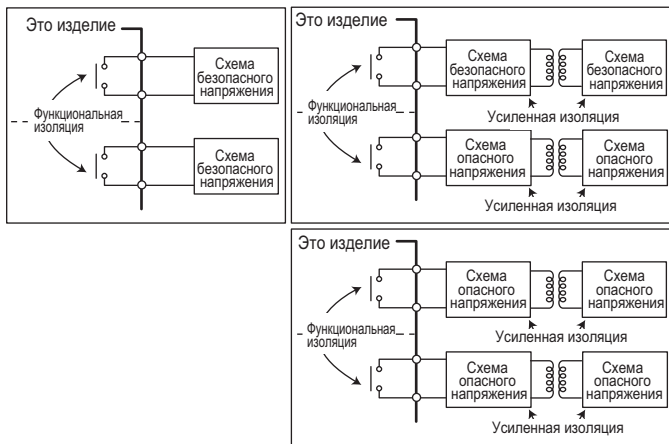 Это изделие
Схема
безопасного
напряжения
Функциональная
изоляция
Схема
безопасного
напряжения
Это изделие
Схема
безопасного
напряжения
Схема
безопасного
напряжения
Функциональная
изоляция
Усиленная изоляция
Схема
опасного
напряжения
Схема
опасного
напряжения
Усиленная изоляция
Это изделие
Схема
опасного
напряжения
Схема
опасного
напряжения
Функциональная
изоляция
Усиленная изоляция
Схема
опасного
напряжения
Схема
опасного
напряжения
Усиленная изоляция